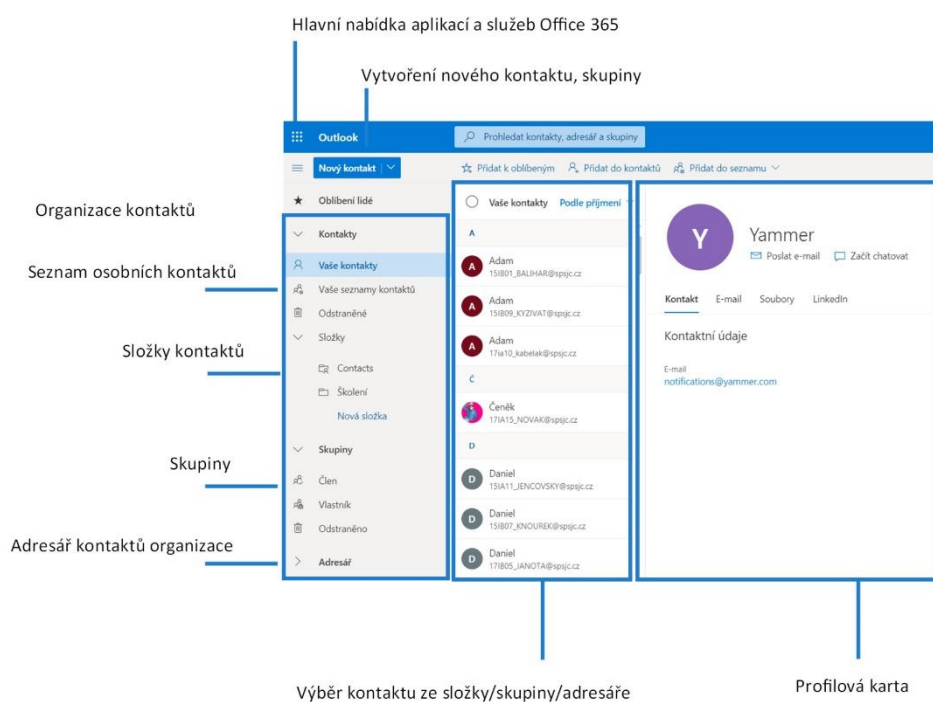 Hlavní nabídka aplikací a služeb Office 365
Vytvoření nového kontaktu, skupiny
Outlook
Prohledat kontakty, adresář a skupiny
Nový kontakt
Přidat k oblíbeným
Přidat do kontaktů
Přidat do seznamu
Organizace kontaktů
Seznam osobních kontaktů
Složky kontaktů
Skupiny
Adresář kontaktů organizace
Oblíbení lidé
Kontakty
Vaše kontakty
Vaše seznamy kontaktů
Odstraněné
Složky
Contacts
Školení
Nová složka
Skupiny
Člen
Vlastník
Odstraněno
Adresář
Vaše kontakty Podle příjmení
A
A
Adam
15IB01_BALIHAR@spsjc.cz
A
Adam
15IB09_KYZIVAT@spsjc.cz
A
Adam
17ia10_kabelak@spsjc.cz
Č
Čeněk
17IA15_NOVAK@spsjc.cz
D
D
Daniel
15IA11_JENCOVSKY@spsjc.cz
D
Daniel
15IB07_KNOUREK@spsjc.cz
D
Daniel
17IB05_JANOTA@spsjc.cz
Y
Yammer
Poslat e-mail
Začít chatovat
Kontakt E-mail Soubory LinkedIn
Kontaktní údaje
E-mail
notifications@yammer.com
Výběr kontaktu ze složky/skupiny/adresáře
Profilová karta